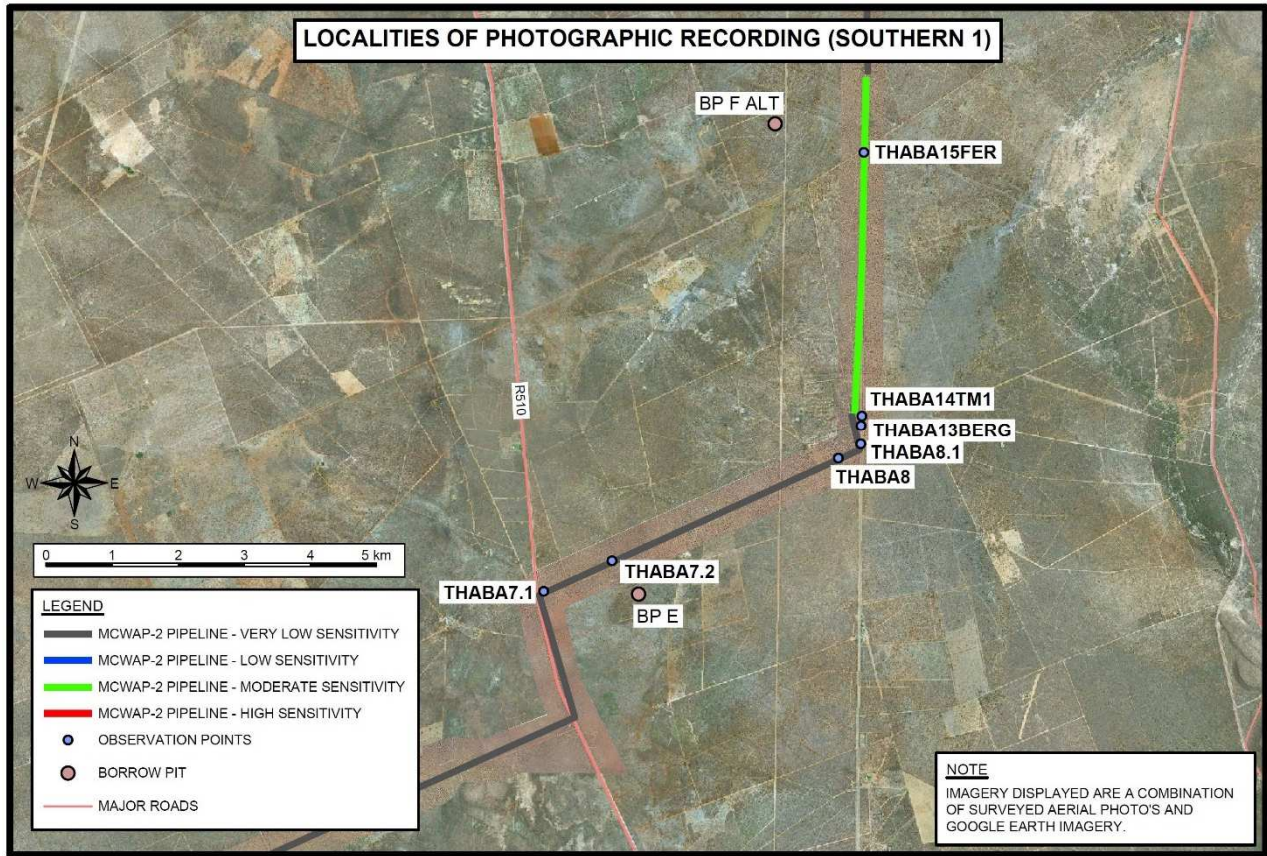 LOCALITIES OF PHOTOGRAPHIC RECORDING (SOUTHERN 1)
BP F ALT
THABA15FER
R510
THABA14TM1
THABA13BERG
THABA8.1
THABA8
THABA7.2
THABA7.1
BP E
N
W E
S
0 1 2 3 4 5 km
LEGEND
MCWAP-2 PIPELINE - VERY LOW SENSITIVITY
MCWAP-2 PIPELINE - LOW SENSITIVITY
MCWAP-2 PIPELINE - MODERATE SENSITIVITY
MCWAP-2 PIPELINE - HIGH SENSITIVITY
OBSERVATION POINTS
BORROW PIT
MAJOR ROADS
NOTE
IMAGERY DISPLAYED ARE A COMBINATION
OF SURVEYED AERIAL PHOTO'S AND
GOOGLE EARTH IMAGERY.